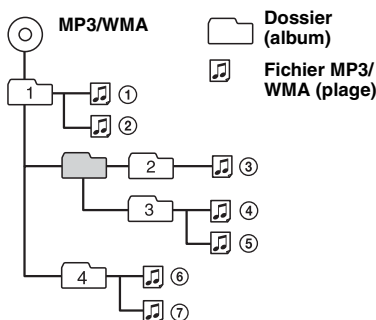 MP3/WMA
Dossier
(album)
Fichier MP3/
WMA (plage)
1
①
②
2
③
3
④
⑤
4
⑥
⑦